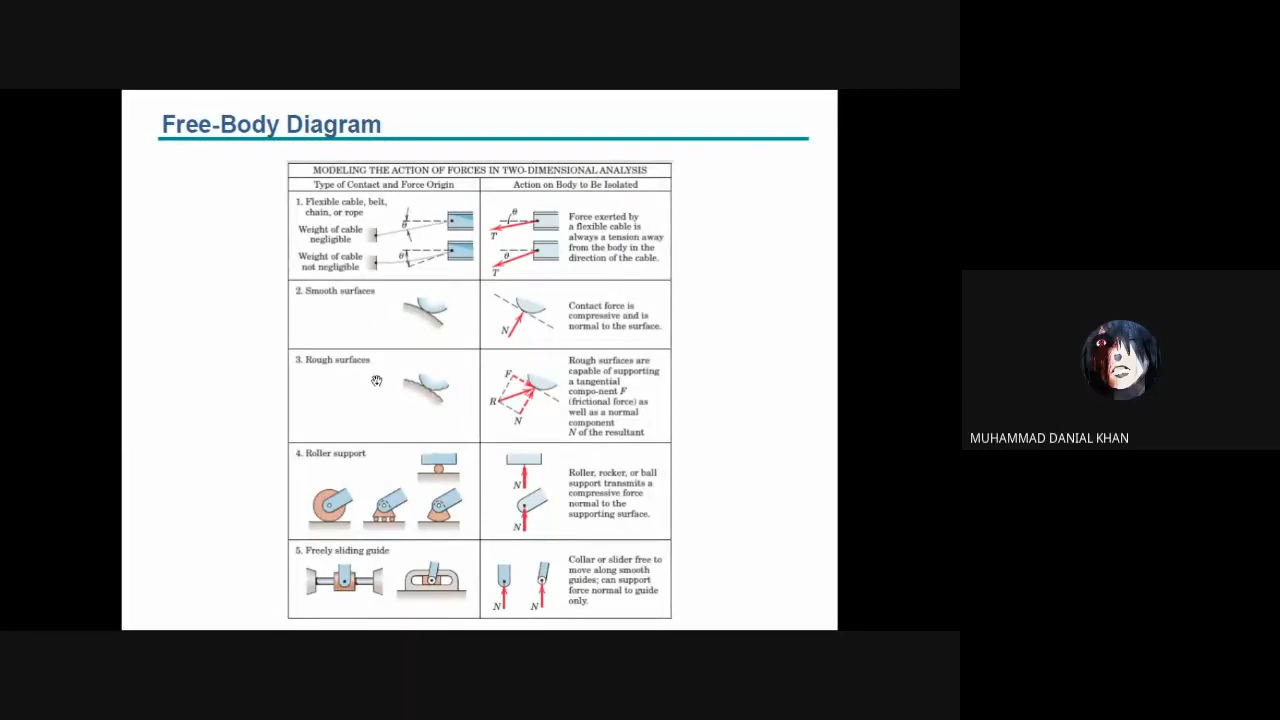 Free-Body Diagram
MODELING THE ACTION OF FORCES IN TWO-DIMENSIONAL ANALYSIS
Type of Contact and Force Origin
Action on Body to Be Isolated
1. Flexible cable, belt,
chain, or rope
Weight of cable
negligible
Weight of cable
not negligible
θ
θ
θ
T
θ
T
Force exerted by
a flexible cable is
always a tension away
from the body in the
direction of the cable.
2. Smooth surfaces
N
Contact force is
compressive and is
normal to the surface.
3. Rough surfaces
F
R
N
Rough surfaces are
capable of supporting
a tangential
compo-nent F
(frictional force) as
well as a normal
component
N of the resultant
4. Roller support
N
N
Roller, rocker, or ball
support transmits a
compressive force
normal to the
supporting surface.
5. Freely sliding guide
N
N
Collar or slider free to
move along smooth
guides; can support
force normal to guide
only.
MUHAMMAD DANIAL KHAN